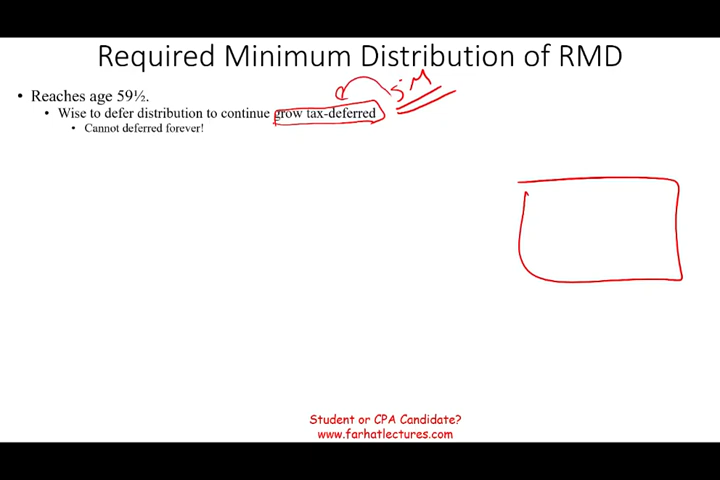 Required Minimum Distribution of RMD
• Reaches age 59½.
5M
• Wise to defer distribution to continue grow tax-deferred
• Cannot deferred forever!
Student or CPA Candidate?
www.farhatlectures.com